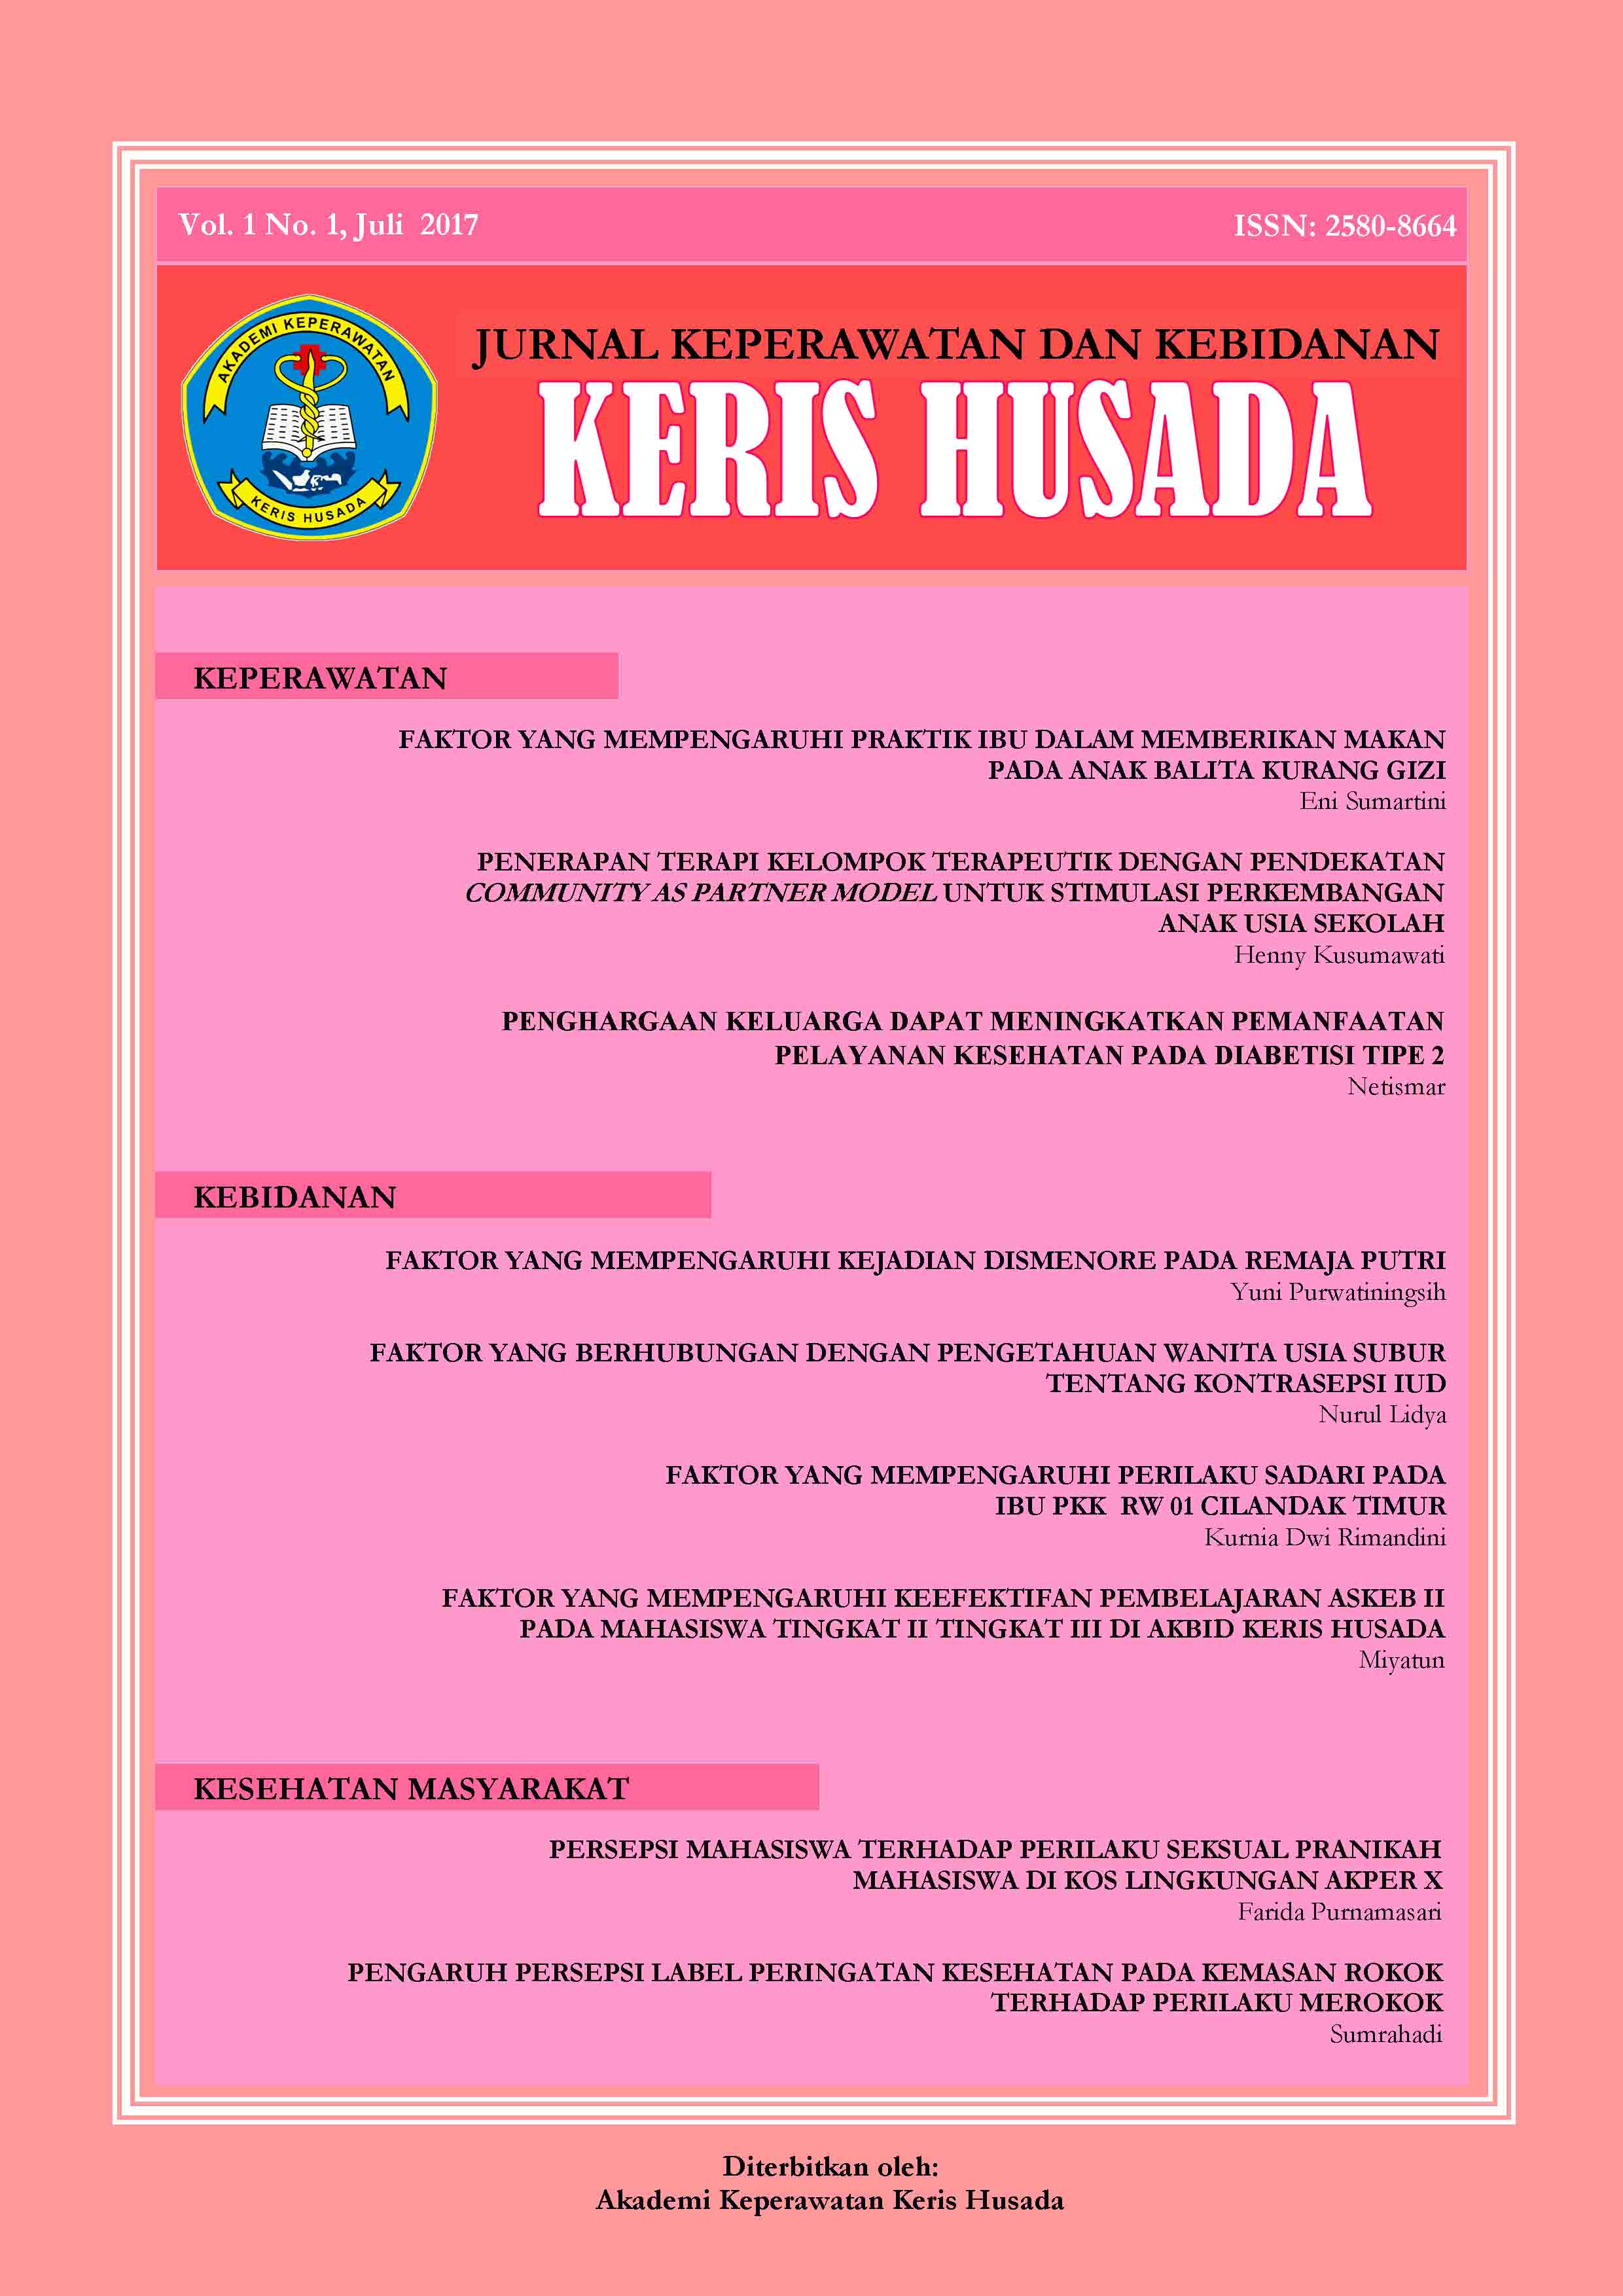 Vol. 1 No. 1, Juli 2017
ISSN: 2580-8664
AKADEMI KEPERAWATAN
KERIS HUSADA
JURNAL KEPERAWATAN DAN KEBIDANAN
KERIS HUSADA
KEPERAWATAN
FAKTOR YANG MEMPENGARUHI PRAKTIK IBU DALAM MEMBERIKAN MAKAN
PADA ANAK BALITA KURANG GIZI
Eni Sumartini
PENERAPAN TERAPI KELOMPOK TERAPEUTIK DENGAN PENDEKATAN
COMMUNITY AS PARTNER MODEL UNTUK STIMULASI PERKEMBANGAN
ANAK USIA SEKOLAH
Henny Kusumawati
PENGHARGAAN KELUARGA DAPAT MENINGKATKAN PEMANFAATAN
PELAYANAN KESEHATAN PADA DIABETISI TIPE 2
Netismar
KEBIDANAN
FAKTOR YANG MEMPENGARUHI KEJADIAN DISMENORE PADA REMAJA PUTRI
Yuni Purwatiningsih
FAKTOR YANG BERHUBUNGAN DENGAN PENGETAHUAN WANITA USIA SUBUR
TENTANG KONTRASEPSI IUD
Nurul Lidya
FAKTOR YANG MEMPENGARUHI PERILAKU SADARI PADA
IBU PKK RW 01 CILANDAK TIMUR
Kurnia Dwi Rimandini
FAKTOR YANG MEMPENGARUHI KEEFEKTIFAN PEMBELAJARAN ASKEB II
PADA MAHASISWA TINGKAT II TINGKAT III DI AKBID KERIS HUSADA
Miyatun
KESEHATAN MASYARAKAT
PERSEPSI MAHASISWA TERHADAP PERILAKU SEKSUAL PRANIKAH
MAHASISWA DI KOS LINGKUNGAN AKPER X
Farida Purnamasari
PENGARUH PERSEPSI LABEL PERINGATAN KESEHATAN PADA KEMASAN ROKOK
TERHADAP PERILAKU MEROKOK
Sumrahadi
Diterbitkan oleh:
Akademi Keperawatan Keris Husada